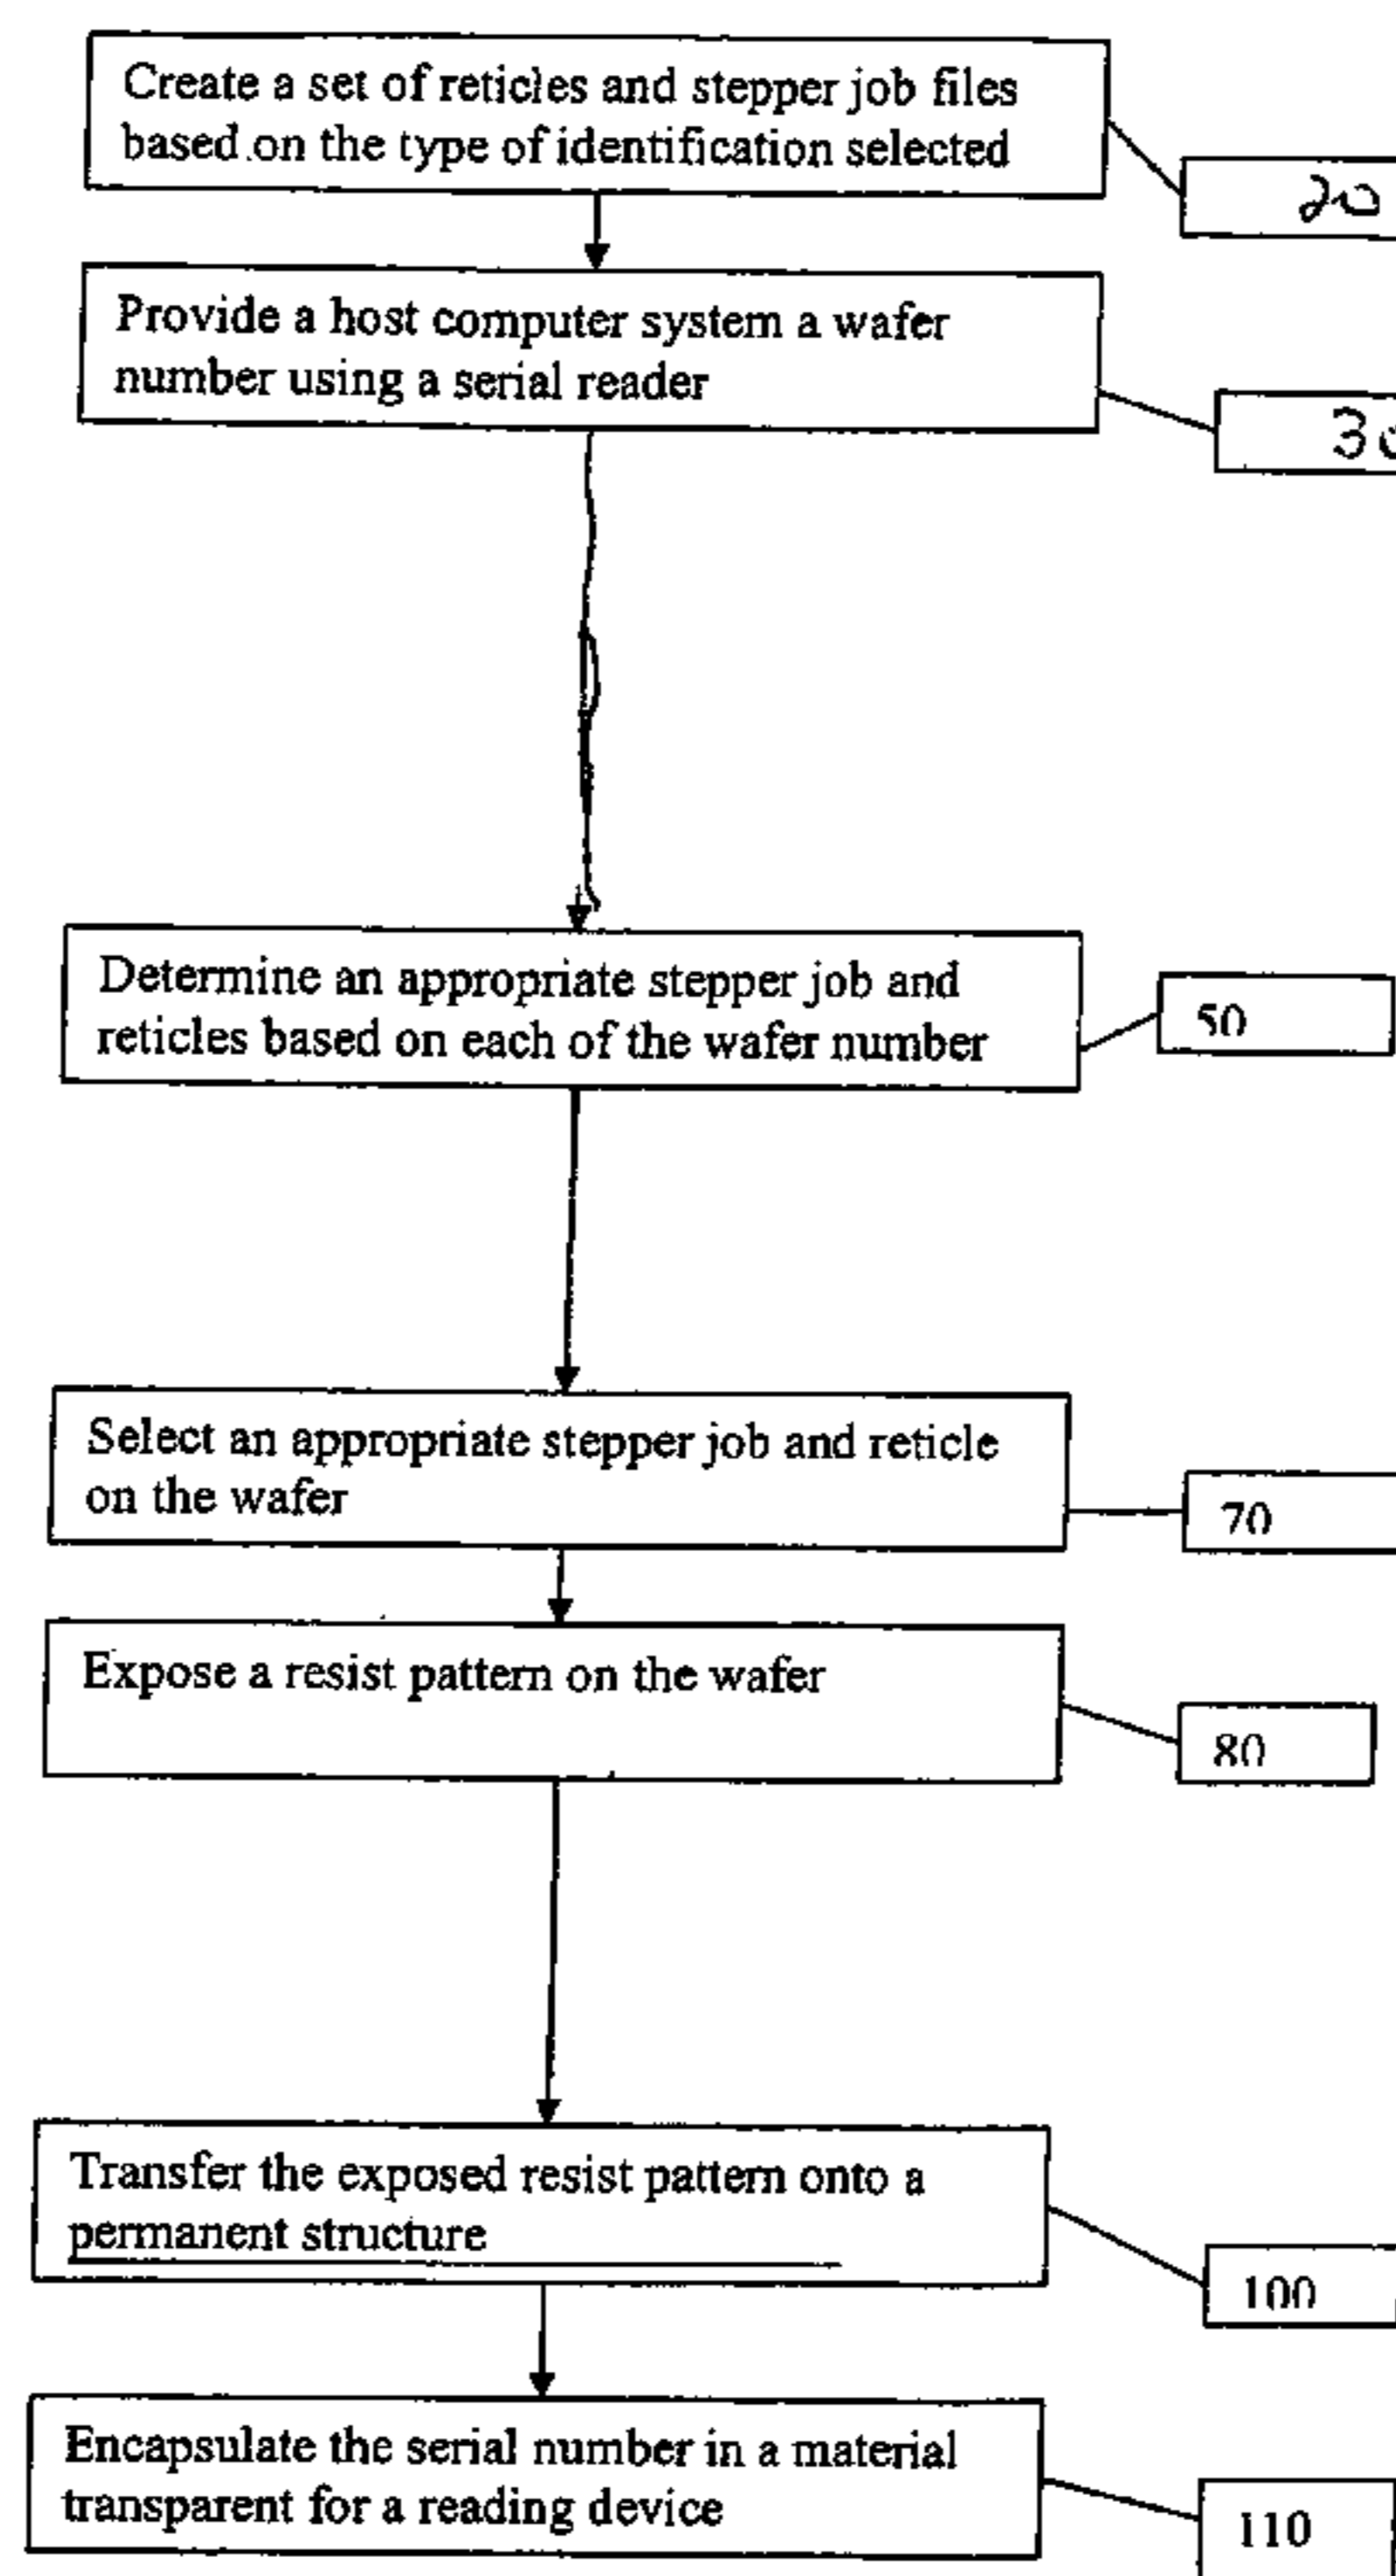 Create a set of reticles and stepper job files
based on the type of identification selected
20
Provide a host computer system a wafer
number using a serial reader
30
Determine an appropriate stepper job and
reticles based on each of the wafer number
50
Select an appropriate stepper job and reticle
on the wafer
70
Expose a resist pattern on the wafer
80
Transfer the exposed resist pattern onto a
permanent structure
100
Encapsulate the serial number in a material
transparent for a reading device
110